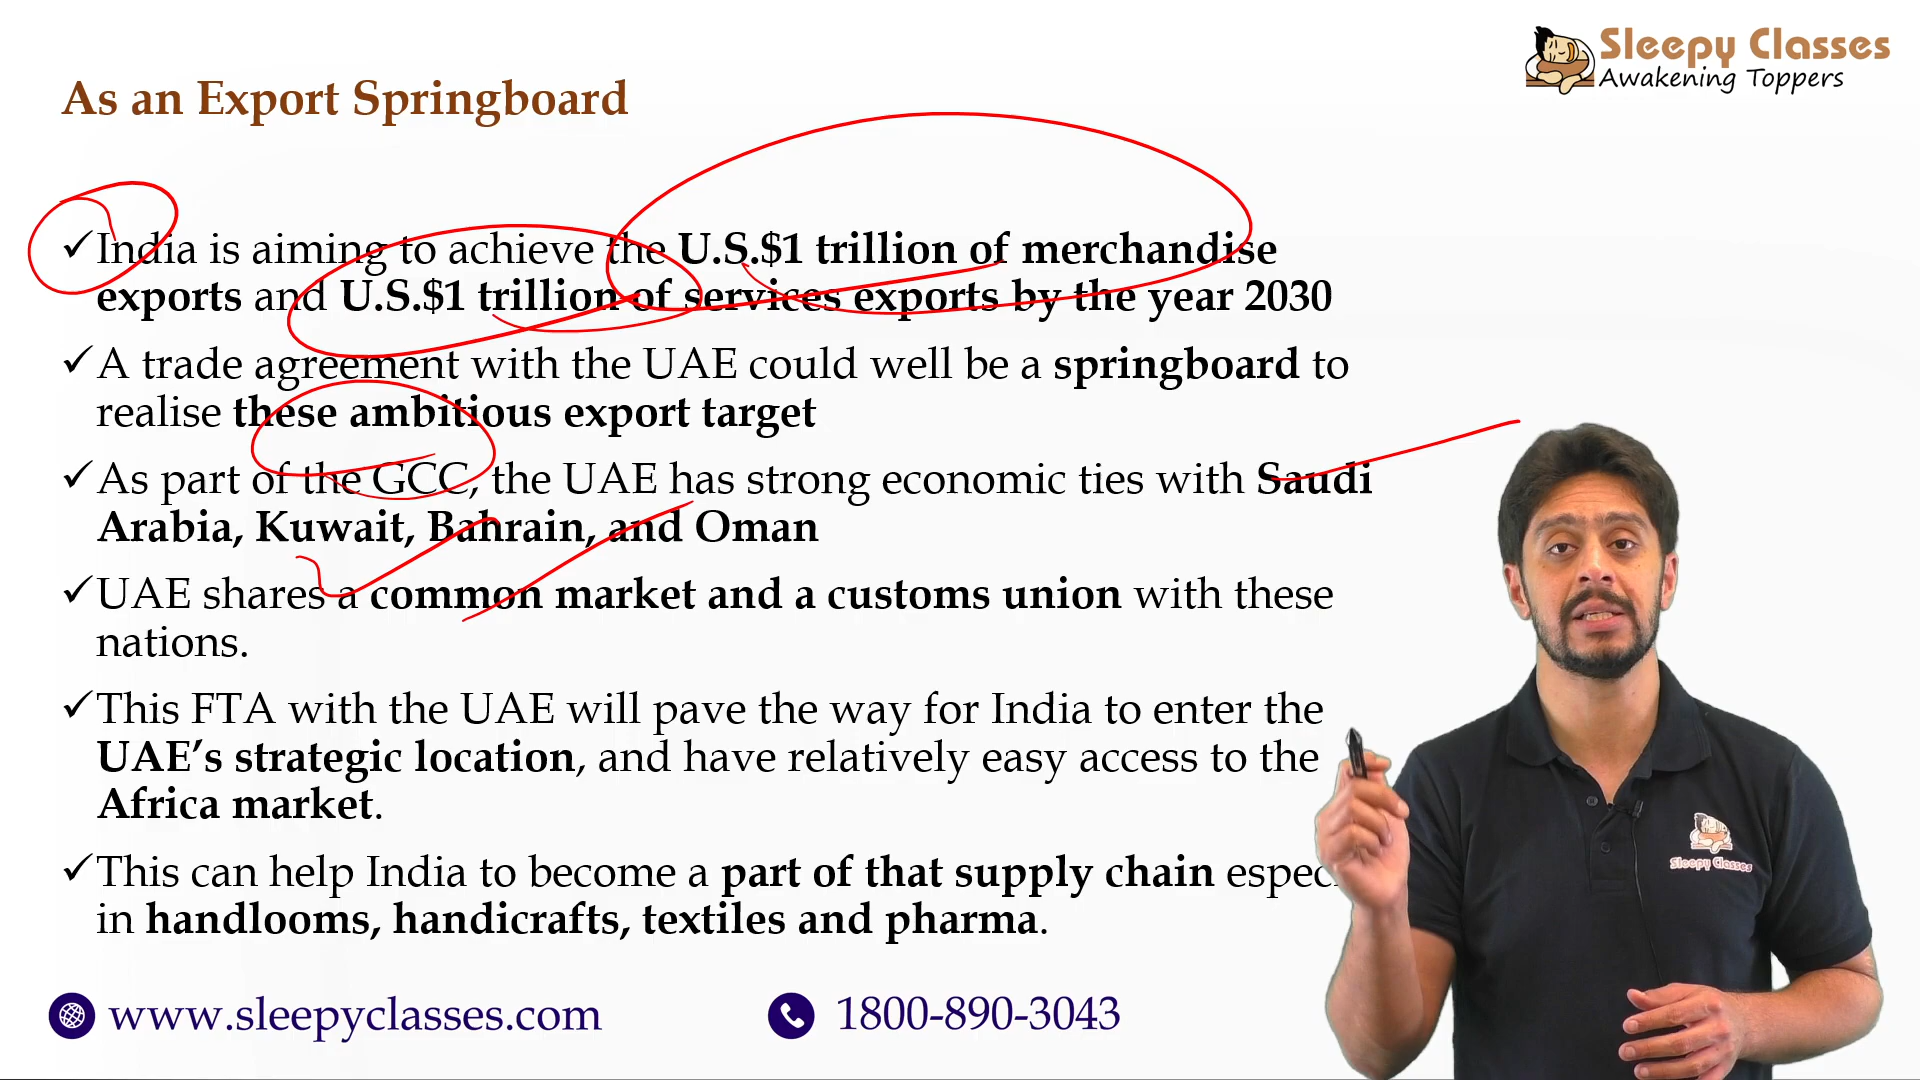 Sleepy Classes
Awakening Toppers
As an Export Springboard
✓India is aiming to achieve the U.S.$1 trillion of merchandise
exports and U.S.$1 trillion of services exports by the year 2030
✓A trade agreement with the UAE could well be a springboard to
realise these ambitious export target
✓As part of the GCC, the UAE has strong economic ties with Saudi
Arabia, Kuwait, Bahrain, and Oman
✓UAE shares a common market and a customs union with these
nations.
✓This FTA with the UAE will pave the way for India to enter the
UAE’s strategic location, and have relatively easy access to the
Africa market.
✓This can help India to become a part of that supply chain
in handlooms, handicrafts, textiles and pharma.
Sleepy Classes
www.sleepyclasses.com
1800-890-3043